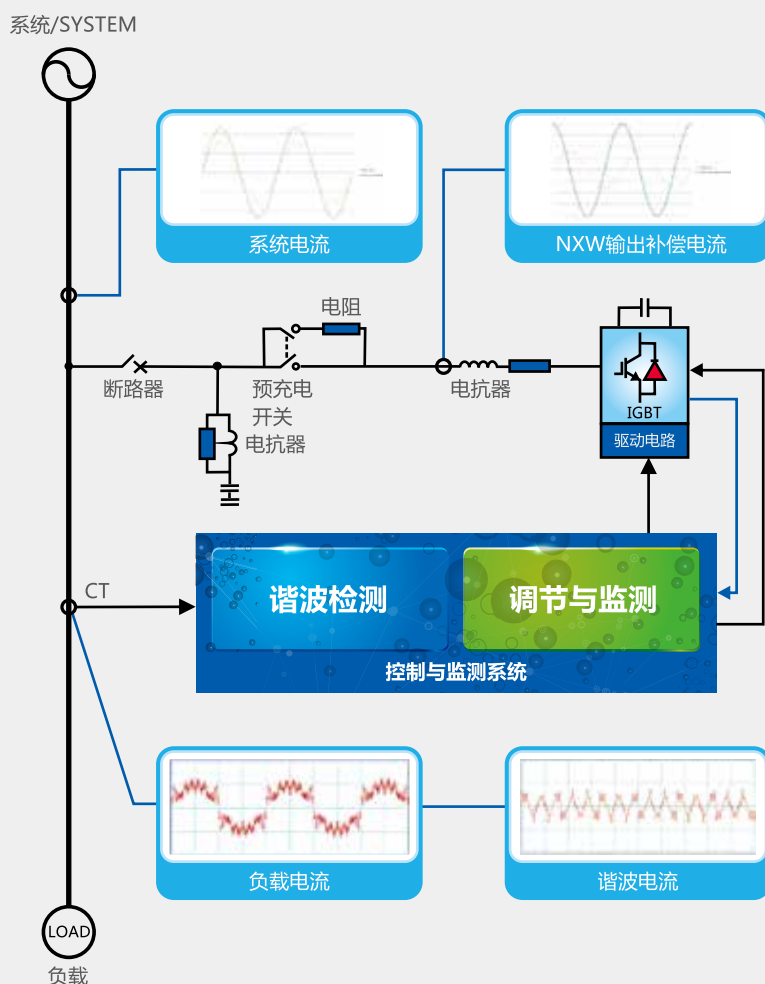 系统/SYSTEM
系统电流
NXW输出补偿电流
电阻
断路器
预充电
开关
电抗器
电抗器
IGBT
驱动电路
CT
谐波检测
调节与监测
控制与监测系统
负载电流
谐波电流
LOAD
负载